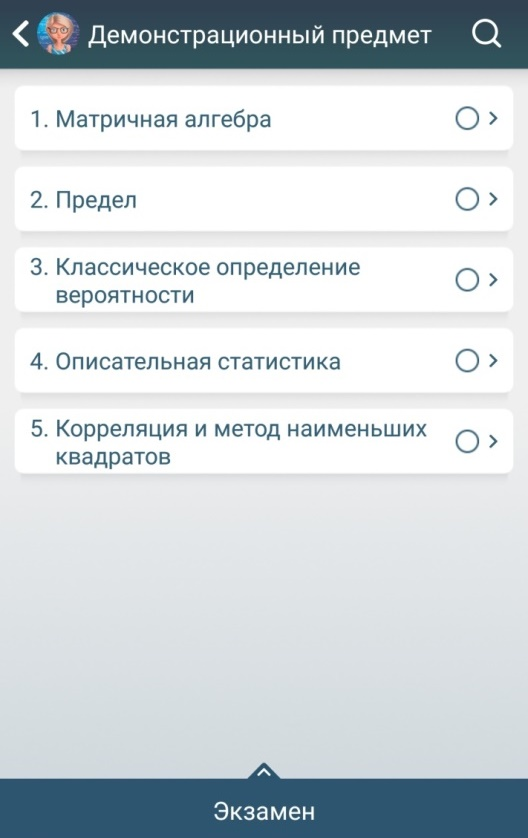 Демонстрационный предмет
1. Матричная алгебра
2. Предел
3. Классическое определение
вероятности
4. Описательная статистика
5. Корреляция и метод наименьших
квадратов
Экзамен